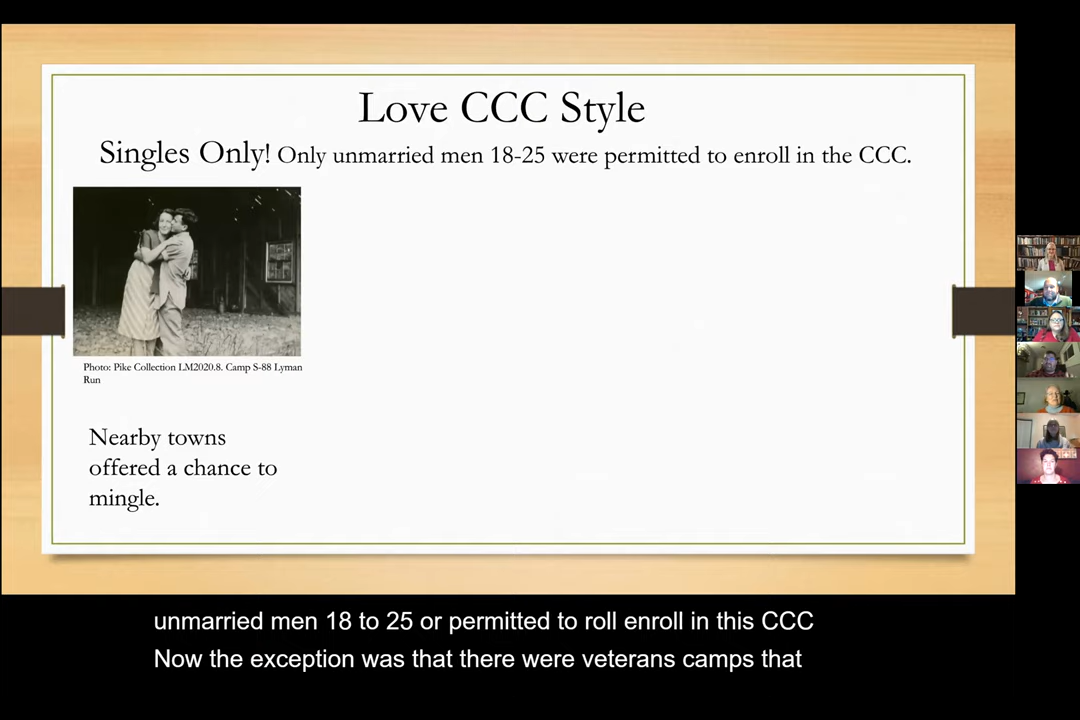 Love CCC Style
Singles Only! Only unmarried men 18-25 were permitted to enroll in the CCC.
Photo: Pike Collection LM2020.8. Camp S-88 Lyman
Run
Nearby towns
offered a chance to
mingle.
unmarried men 18 to 25 or permitted to roll enroll in this CCC
Now the exception was that there were veterans camps that